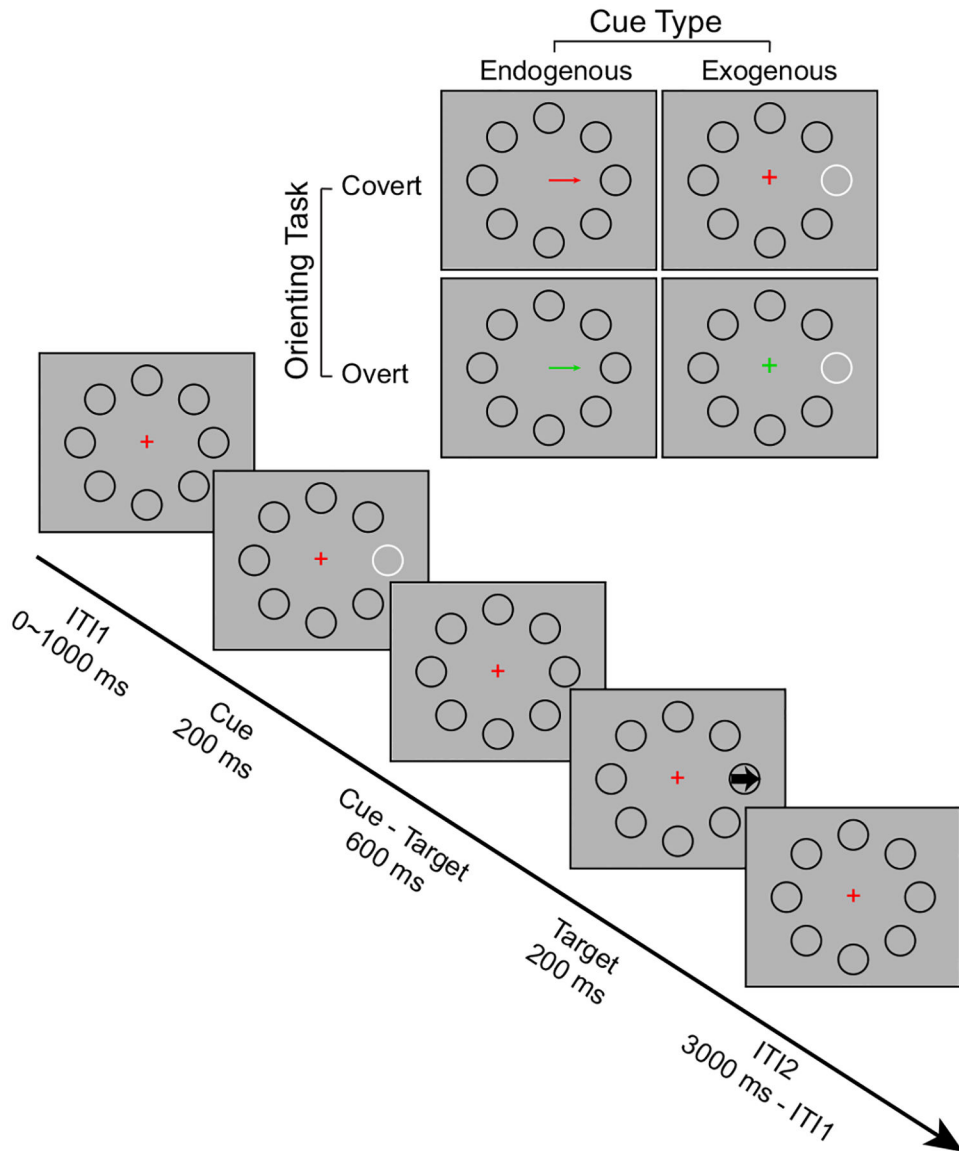 Cue Type
Endogenous
Exogenous
Orienting Task
Covert
Overt
ITI1
0~1000 ms
Cue
200 ms
Cue - Target
600 ms
Target
200 ms
ITI2
3000 ms - ITI1